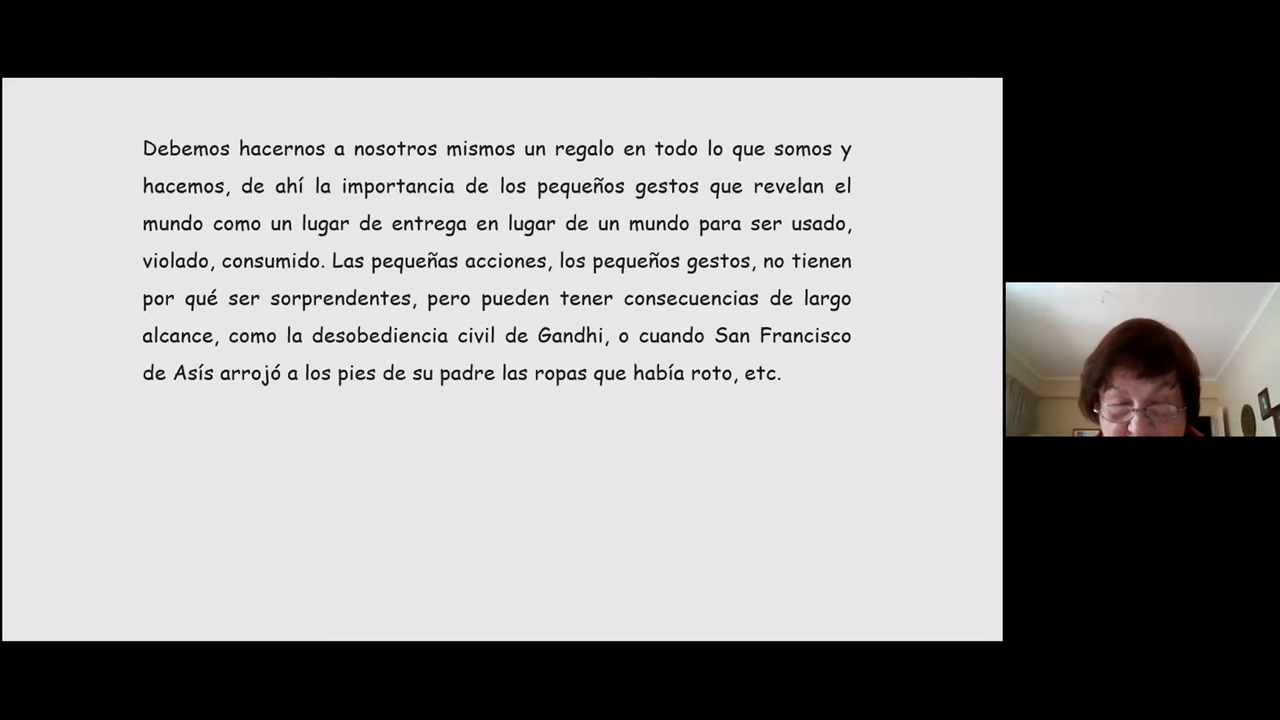 Debemos hacernos a nosotros mismos un regalo en todo lo que somos y
hacemos, de ahí la importancia de los pequeños gestos que revelan el
mundo como un lugar de entrega en lugar de un mundo para ser usado,
violado, consumido. Las pequeñas acciones, los pequeños gestos, no tienen
por qué ser sorprendentes, pero pueden tener consecuencias de largo
alcance, como la desobediencia civil de Gandhi, o cuando San Francisco
de Asís arrojó a los pies de su padre las ropas que había roto, etc.